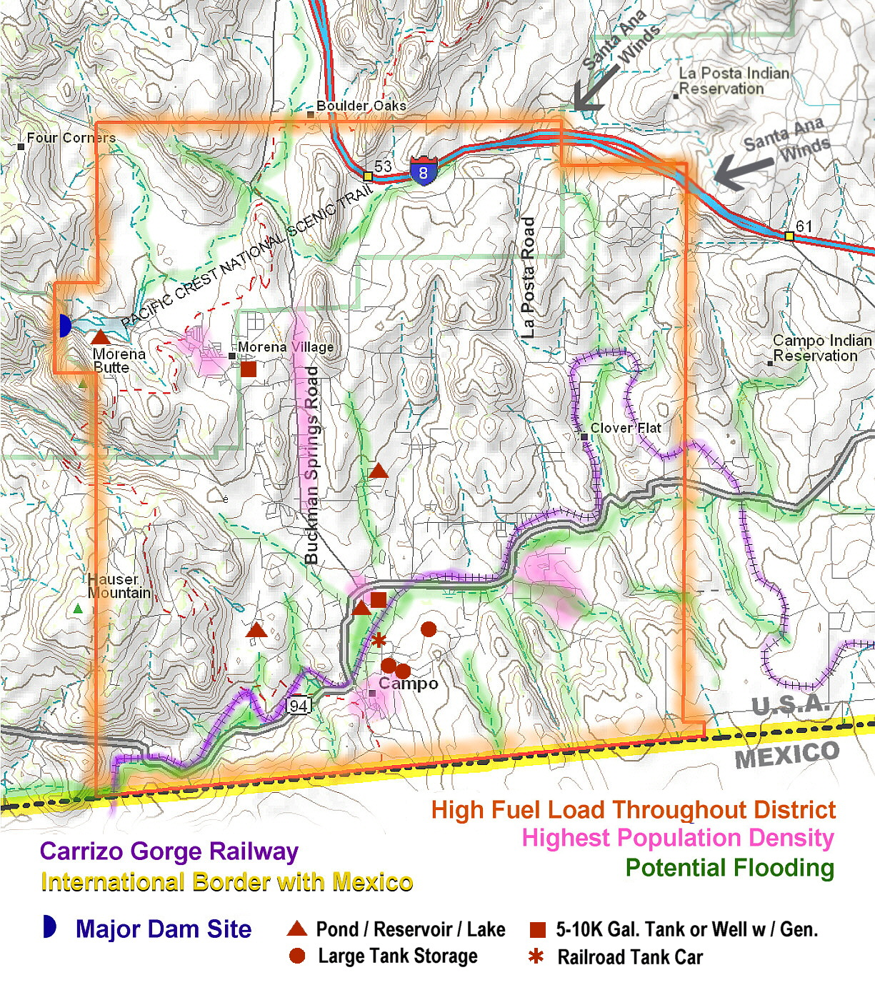 Santa Ana
Winds
La Posta Indian
Reservation
Boulder Oaks
Four Corners
Santa Ana
Winds
53
8
PACIFIC CREST NATIONAL SCENIC TRAIL
61
La Posta Road
Morena Village
Campo Indian
Reservation
Morena
Butte
Buckman Springs Road
Clover Flat
é
Hauser
Mountain
Campo
94
U.S.A.
MEXICO
High Fuel Load Throughout District
Highest Population Density
Carrizo Gorge Railway
Potential Flooding
International Border with Mexico
Major Dam Site
Pond / Reservoir / Lake
5-10K Gal. Tank or Well w / Gen.
Large Tank Storage
Railroad Tank Car